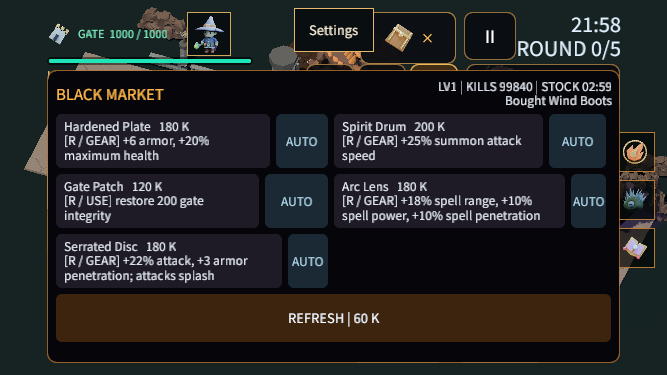 GATE 1000 / 1000
Settings
×
21:58
ROUND 0/5
BLACK MARKET
LV1 | KILLS 99840 | STOCK 02:59
Bought Wind Boots
Hardened Plate 180 K
[R / GEAR] +6 armor, +20%
maximum health
AUTO
Spirit Drum 200 K
[R / GEAR] +25% summon attack
speed
AUTO
Gate Patch 120 K
[R / USE] restore 200 gate
integrity
AUTO
Arc Lens 180 K
[R / GEAR] +18% spell range, +10%
spell power, +10% spell penetration
AUTO
Serrated Disc 180 K
[R / GEAR] +22% attack, +3 armor
penetration; attacks splash
AUTO
REFRESH | 60 K